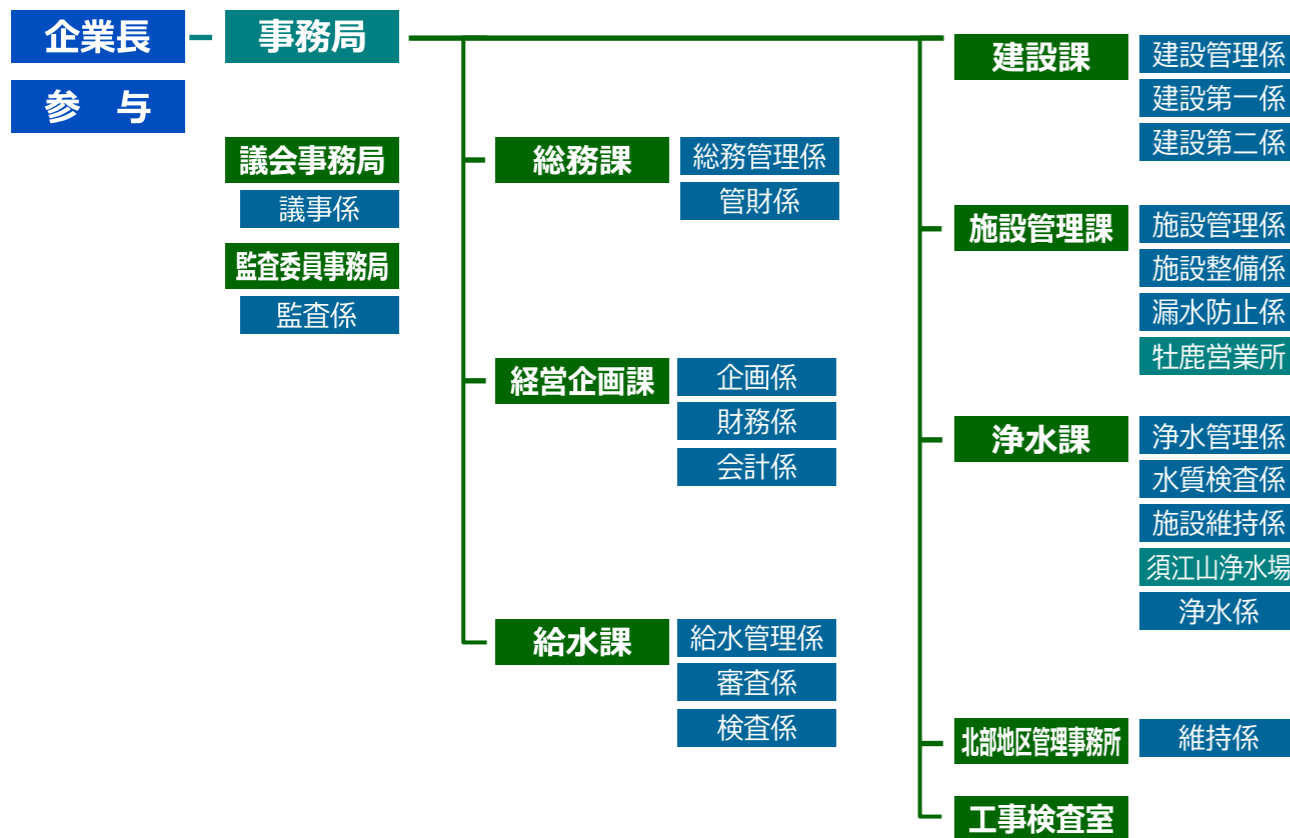 企業長
事務局
参 与
議会事務局
議事係
監査委員事務局
監査係
総務課
総務管理係
管財係
経営企画課
企画係
財務係
会計係
給水課
給水管理係
審査係
検査係
建設課
建設管理係
建設第一係
建設第二係
施設管理課
施設管理係
施設整備係
漏水防止係
牡鹿営業所
浄水課
浄水管理係
水質検査係
施設維持係
須江山浄水場
浄水係
北部地区管理事務所
維持係
工事検査室